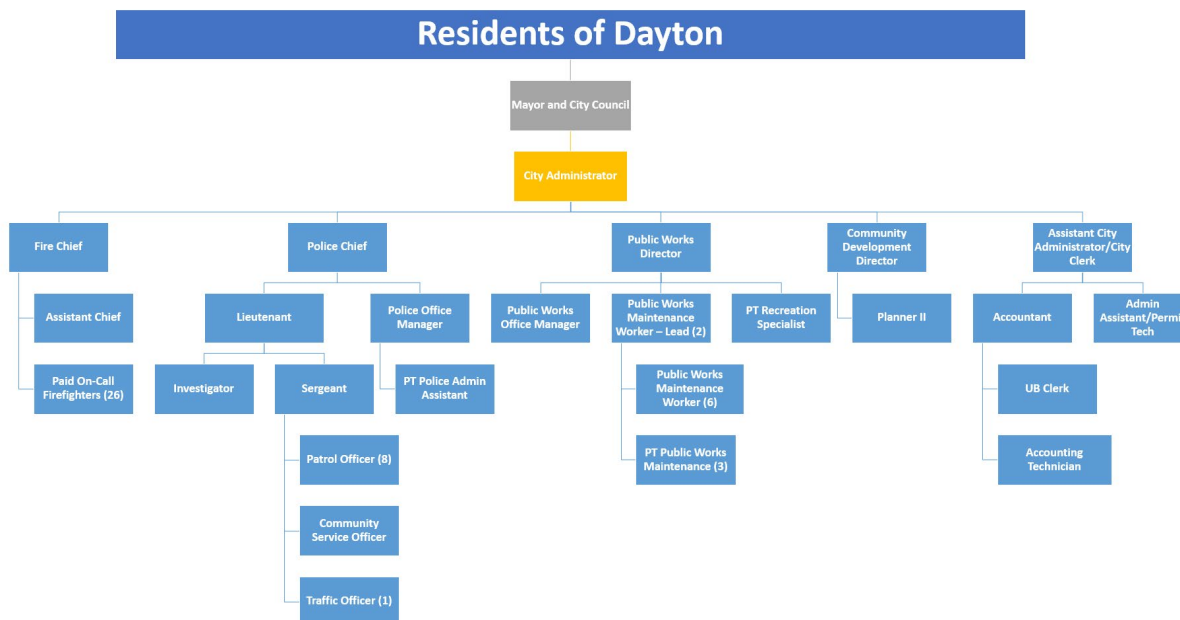 Residents of Dayton
Mayor and City Council
City Administrator
Fire Chief
Police Chief
Public Works
Director
Community
Development
Director
Assistant City
Administrator/City
Clerk
Assistant Chief
Lieutenant
Police Office
Manager
Public Works
Office Manager
Public Works
Maintenance
Worker – Lead (2)
PT Recreation
Specialist
Planner II
Accountant
Admin
Assistant/Permi
Tech
Paid On-Call
Firefighters (26)
Investigator
Sergeant
PT Police Admin
Assistant
Public Works
Maintenance
Worker (6)
UB Clerk
Patrol Officer (8)
PT Public Works
Maintenance (3)
Accounting
Technician
Community
Service Officer
Traffic Officer (1)